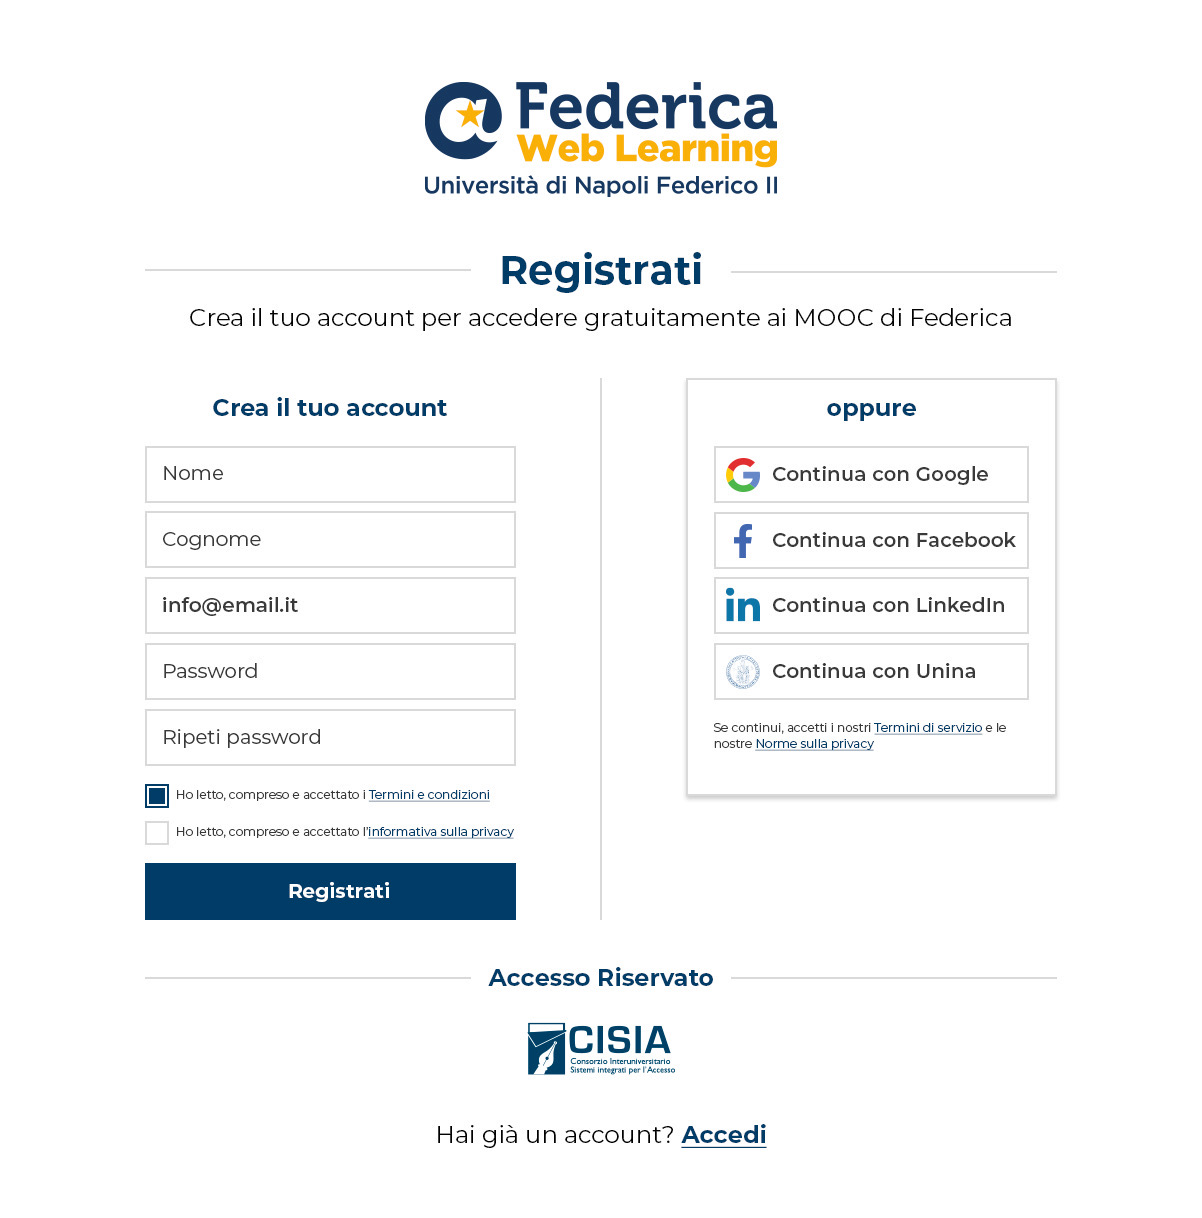 Federica
Web Learning
Università di Napoli Federico II
Registrati
Crea il tuo account per accedere gratuitamente ai MOOC di Federica
Crea il tuo account
Nome
Cognome
info@email.it
Password
Ripeti password
Ho letto, compreso e accettato i Termini e condizioni
Ho letto, compreso e accettato l'informativa sulla privacy
Registrati
oppure
Continua con Google
Continua con Facebook
Continua con LinkedIn
Continua con Unina
Se continui, accetti i nostri Termini di servizio e le
nostre Norme sulla privacy
Accesso Riservato
CISIA
Consorzio Interuniversitario
Sistemi integrati per l'Accesso
Hai già un account? Accedi